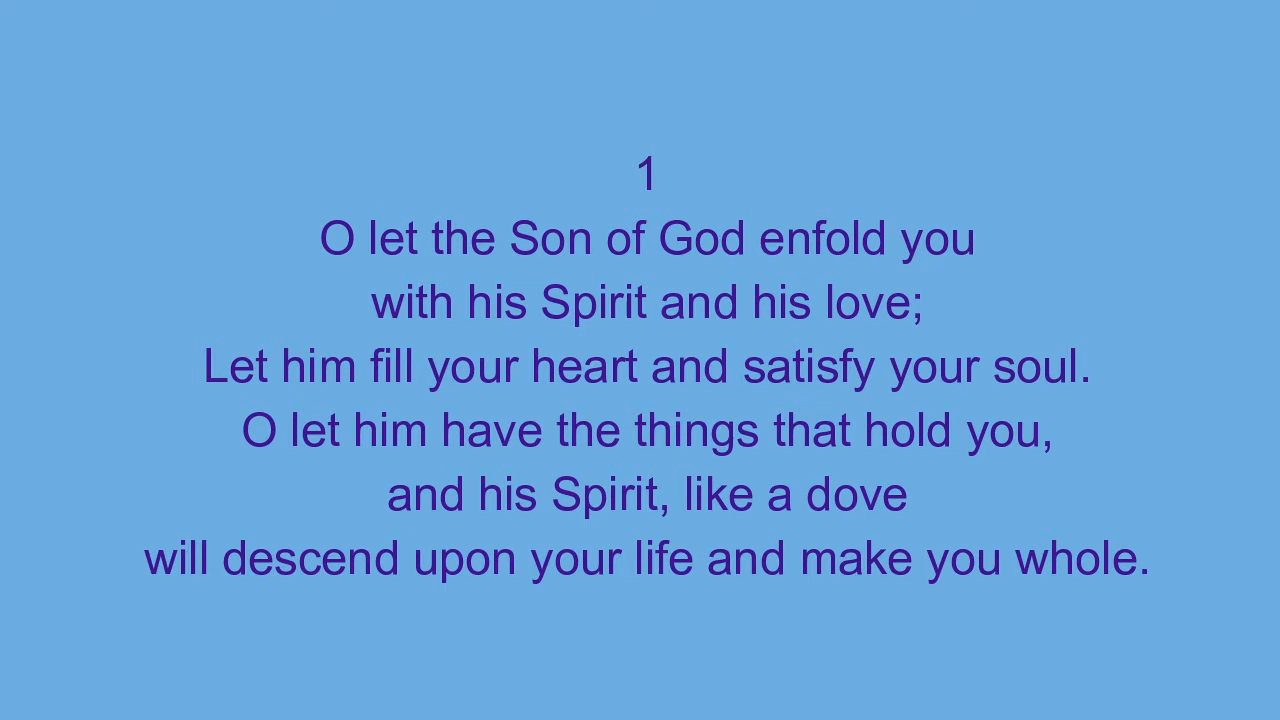 1
O let the Son of God enfold you
with his Spirit and his love;
Let him fill your heart and satisfy your soul.
O let him have the things that hold you,
and his Spirit, like a dove
will descend upon your life and make you whole.